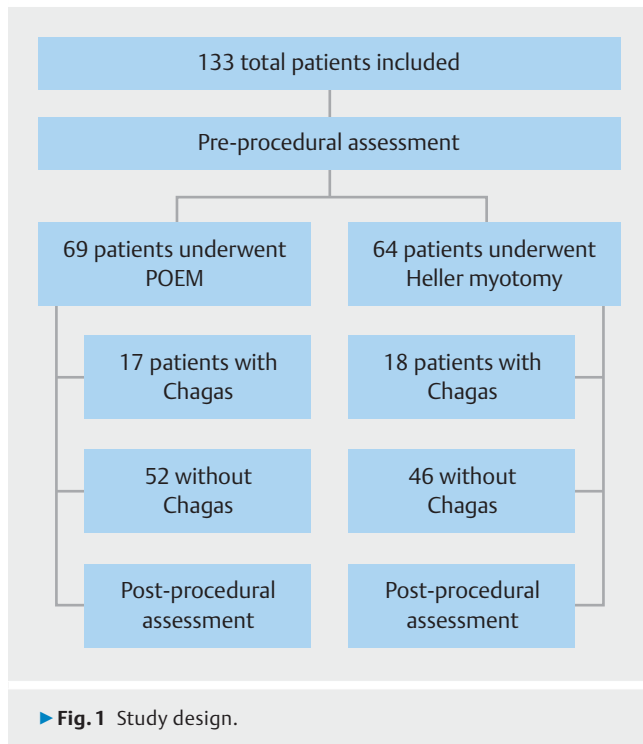 133 total patients included
Pre-procedural assessment
69 patients underwent
POEM
64 patients underwent
Heller myotomy
17 patients with
Chagas
18 patients with
Chagas
52 without
Chagas
46 without
Chagas
Post-procedural
assessment
Post-procedural
assessment
▶ Fig. 1 Study design.